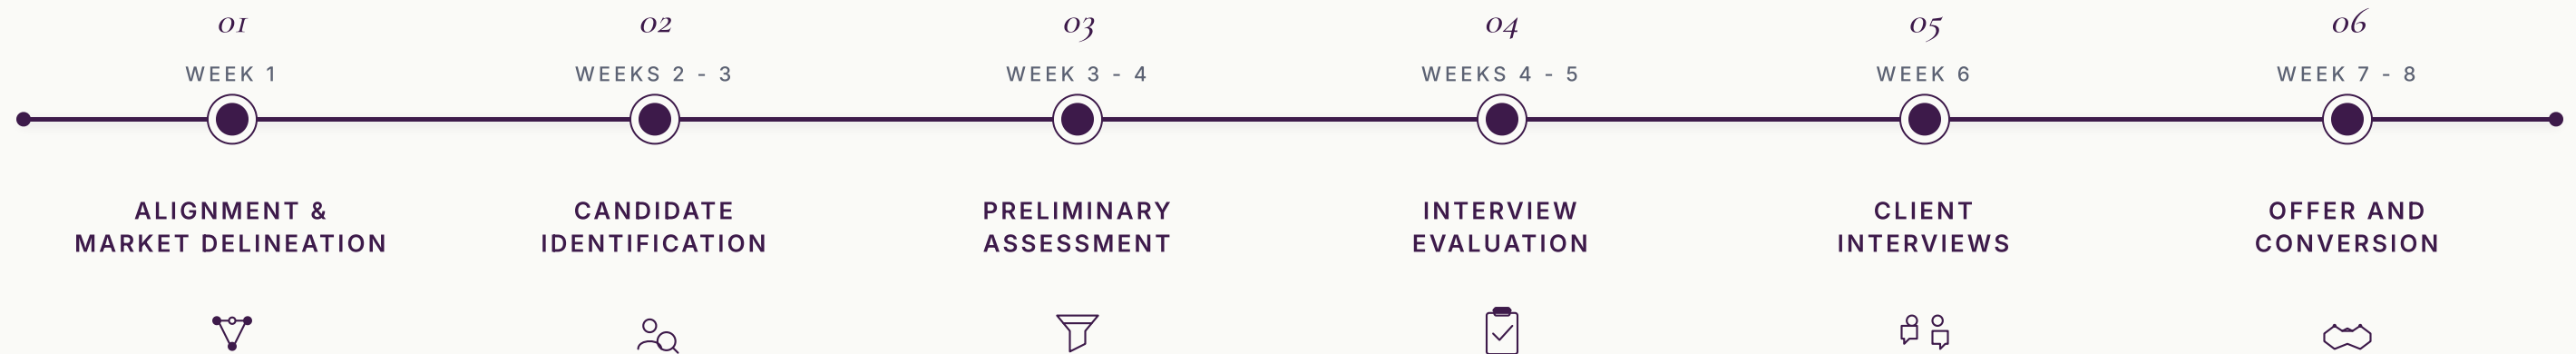 01
WEEK 1
ALIGNMENT &
MARKET DELINEATION
02
WEEKS 2 - 3
CANDIDATE
IDENTIFICATION
03
WEEK 3 - 4
PRELIMINARY
ASSESSMENT
04
WEEKS 4 - 5
INTERVIEW
EVALUATION
05
WEEK 6
CLIENT
INTERVIEWS
06
WEEK 7 - 8
OFFER AND
CONVERSION